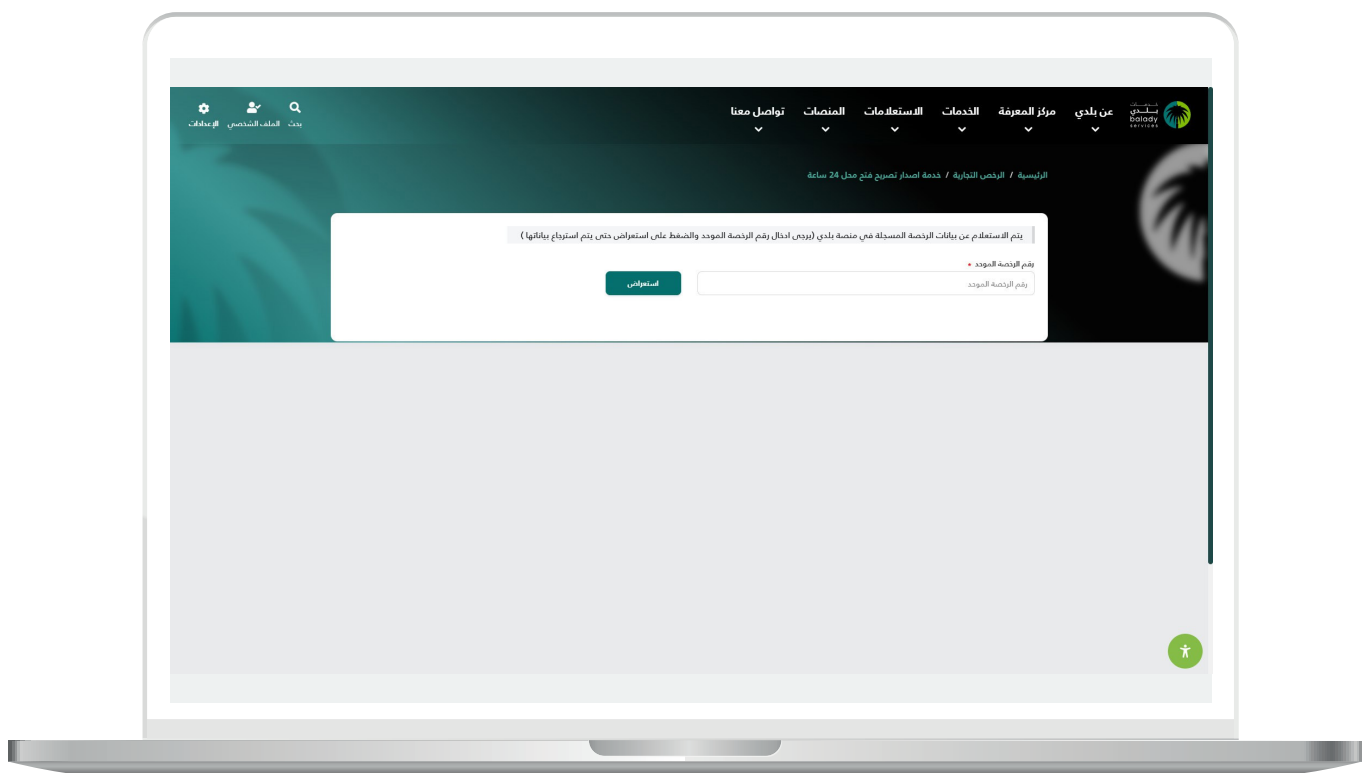 خدمات
بلدي
balady
services
عن بلدي
مركز المعرفة
الخدمات
الاستعلامات
المنصات
تواصل معنا
بحث
الملف الشخصي
الإعدادات
الرئيسية / الرخص التجارية / خدمة اصدار تصريح فتح محل 24 ساعة
يتم الاستعلام عن بيانات الرخصة المسجلة في منصة بلدي (يرجى ادخال رقم الرخصة الموحد والضغط على استعراض حتى يتم استرجاع بياناتها )
رقم الرخصة الموحد *
رقم الرخصة الموحد
استعراض